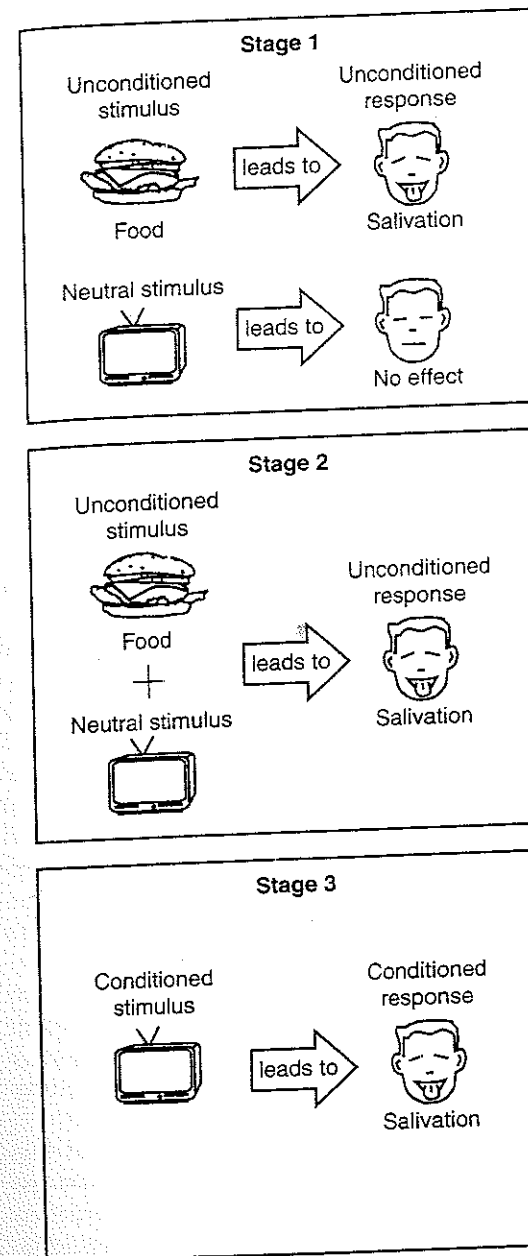 Stage 1
Unconditioned
stimulus
Unconditioned
response
leads to
Food
Salivation
Neutral stimulus
leads to
No effect
Stage 2
Unconditioned
stimulus
Food
+
Neutral stimulus
leads to
Unconditioned
response
Salivation
Stage 3
Conditioned
stimulus
leads to
Conditioned
response
Salivation